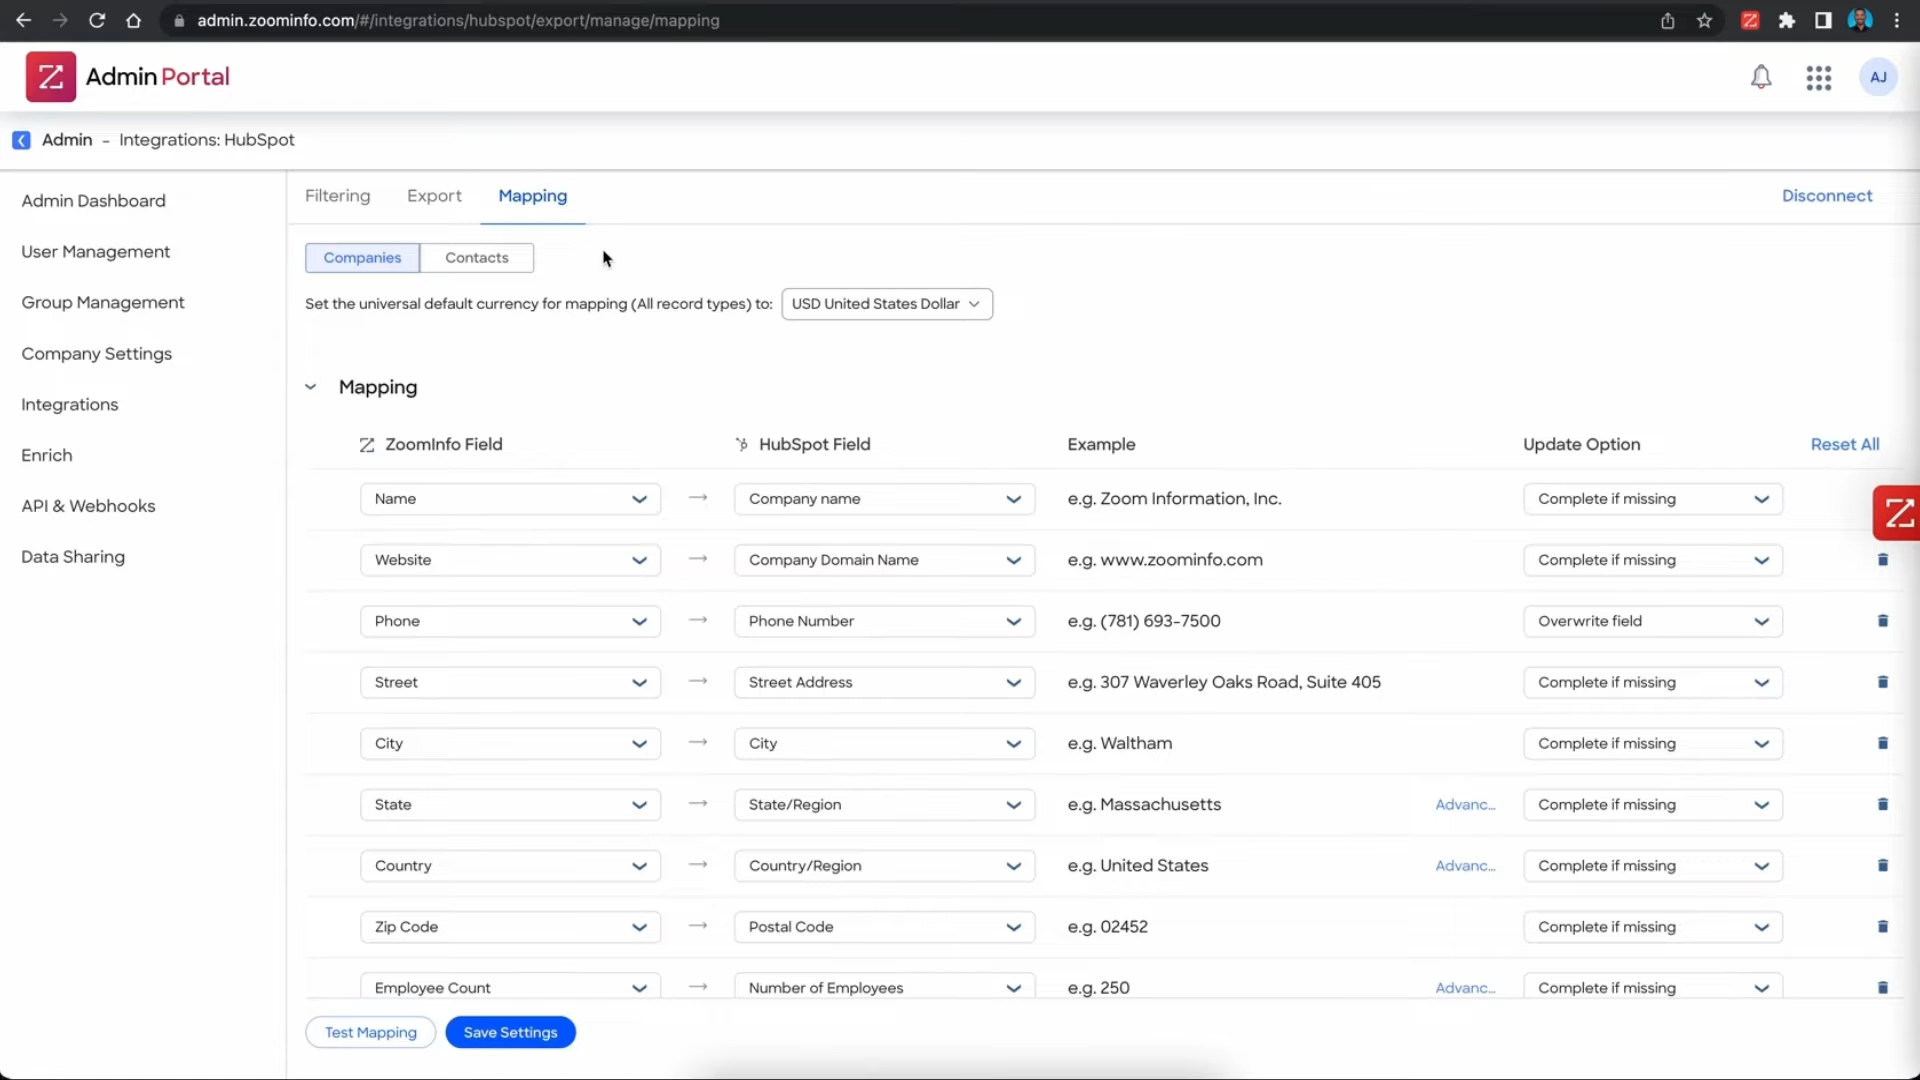 admin.zoominfo.com/#/integrations/hubspot/export/manage/mapping
Admin Portal
AJ
Admin - Integrations: HubSpot
Admin Dashboard
User Management
Group Management
Company Settings
Integrations
Enrich
API & Webhooks
Data Sharing
Filtering Export Mapping Disconnect
Companies Contacts
Set the universal default currency for mapping (All record types) to: USD United States Dollar
Mapping
ZoomInfo Field HubSpot Field Example Update Option Reset All
Name → Company name e.g. Zoom Information, Inc. Complete if missing
Website → Company Domain Name e.g. www.zoominfo.com Complete if missing
Phone → Phone Number e.g. (781) 693-7500 Overwrite field
Street → Street Address e.g. 307 Waverley Oaks Road, Suite 405 Complete if missing
City → City e.g. Waltham Complete if missing
State → State/Region e.g. Massachusetts Advanc... Complete if missing
Country → Country/Region e.g. United States Advanc... Complete if missing
Zip Code → Postal Code e.g. 02452 Complete if missing
Employee Count → Number of Employees e.g. 250 Advanc... Complete if missing
Test Mapping Save Settings